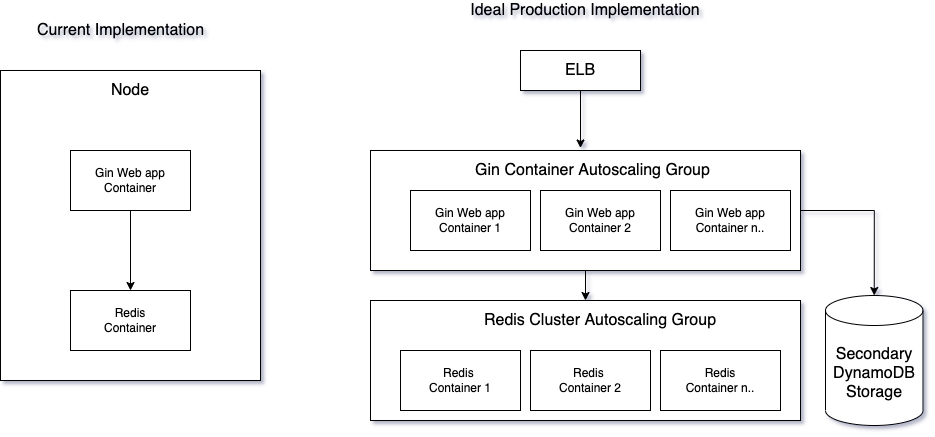 Current Implementation
Node
Gin Web app
Container
Redis
Container
Ideal Production Implementation
ELB
Gin Container Autoscaling Group
Gin Web app
Container 1
Gin Web app
Container 2
Gin Web app
Container n..
Redis Cluster Autoscaling Group
Redis
Container 1
Redis
Container 2
Redis
Container n..
Secondary
DynamoDB
Storage